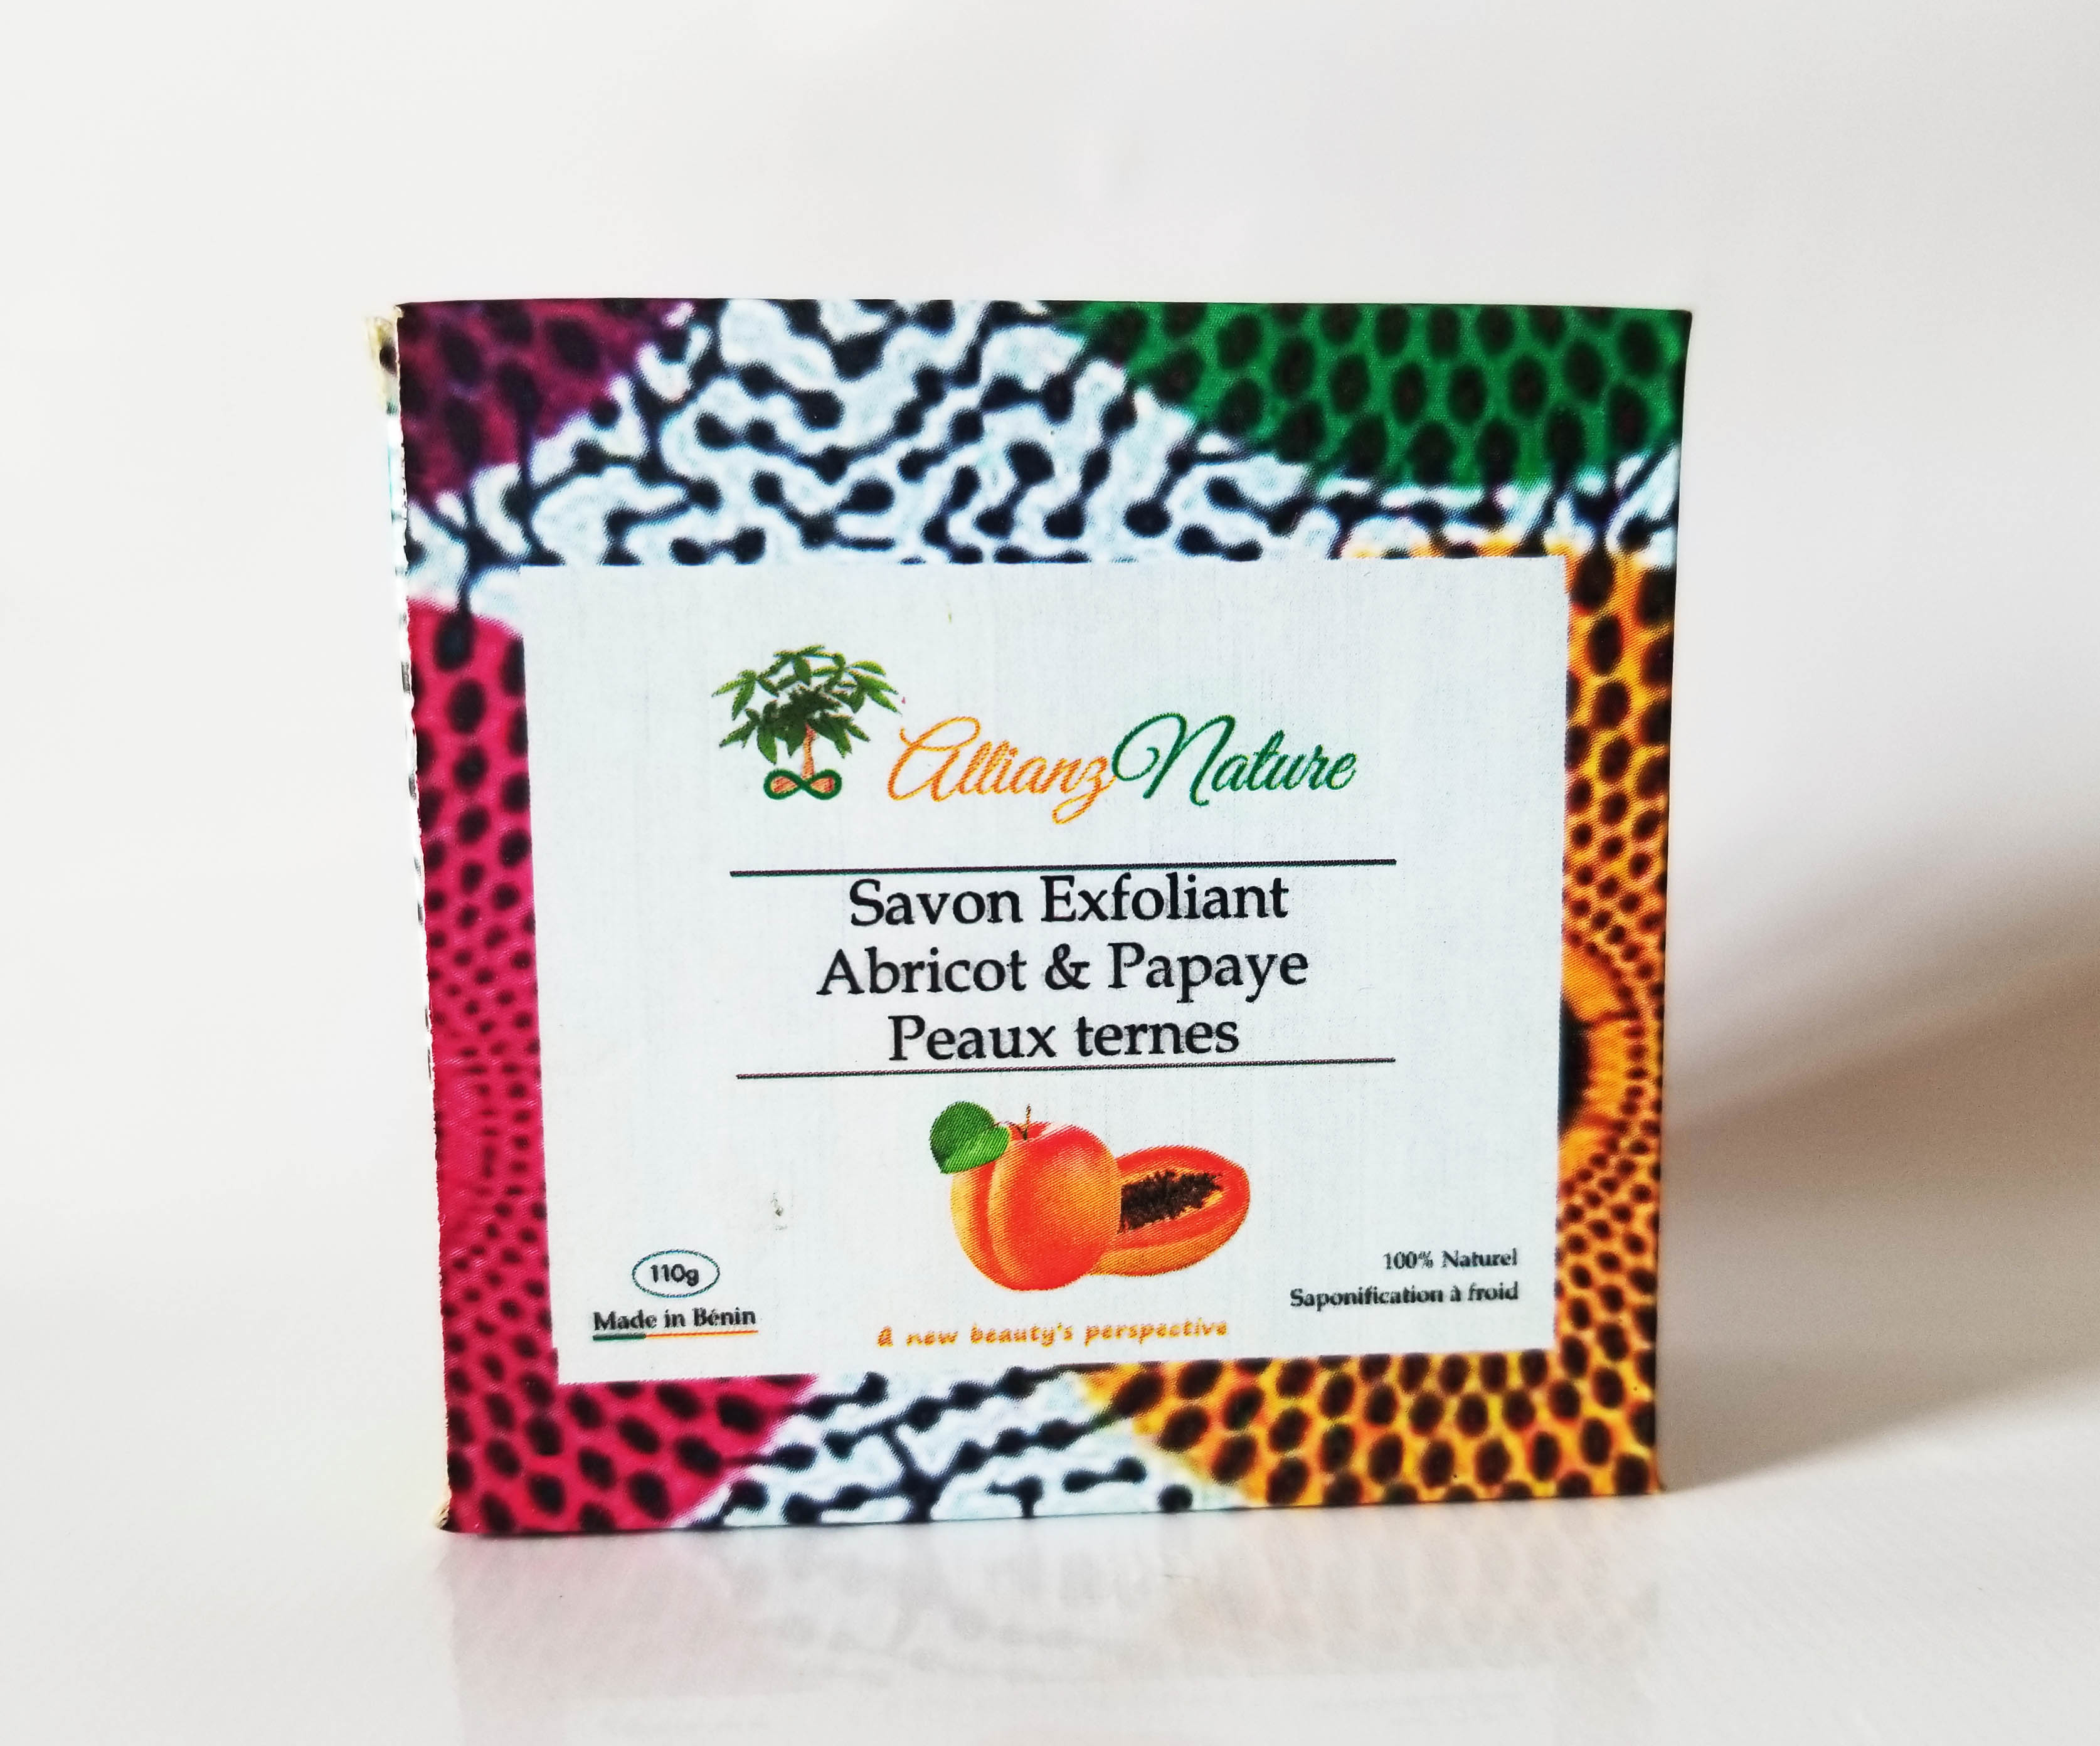 AllianzNature
Savon Exfoliant
Abricot & Papaye
Peaux ternes
110g
Made in Bénin
100% Naturel
Saponification à froid
A new beauty's perspective